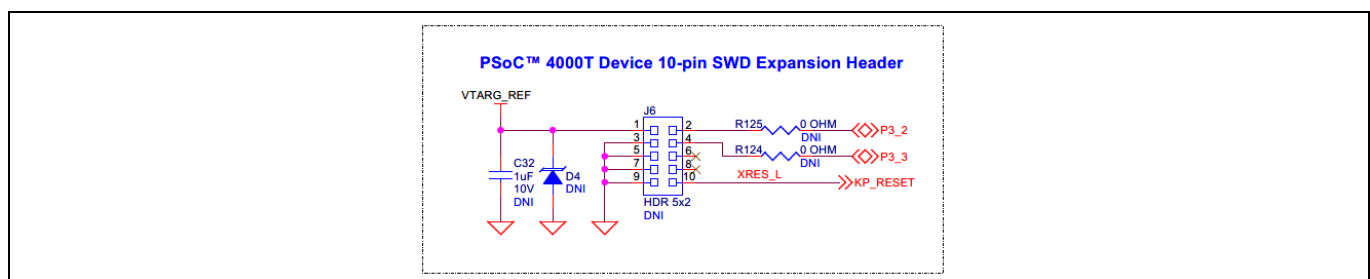 PSoC™ 4000T Device 10-pin SWD Expansion Header
VTARG_REF
J6
1 2 R125 0 OHM P3_2
DNI
3 4 R124 0 OHM P3_3
DNI
5 6
7 8
9 10 XRES_L KP_RESET
C32
1uF
10V
DNI
D4
DNI
HDR 5x2
DNI